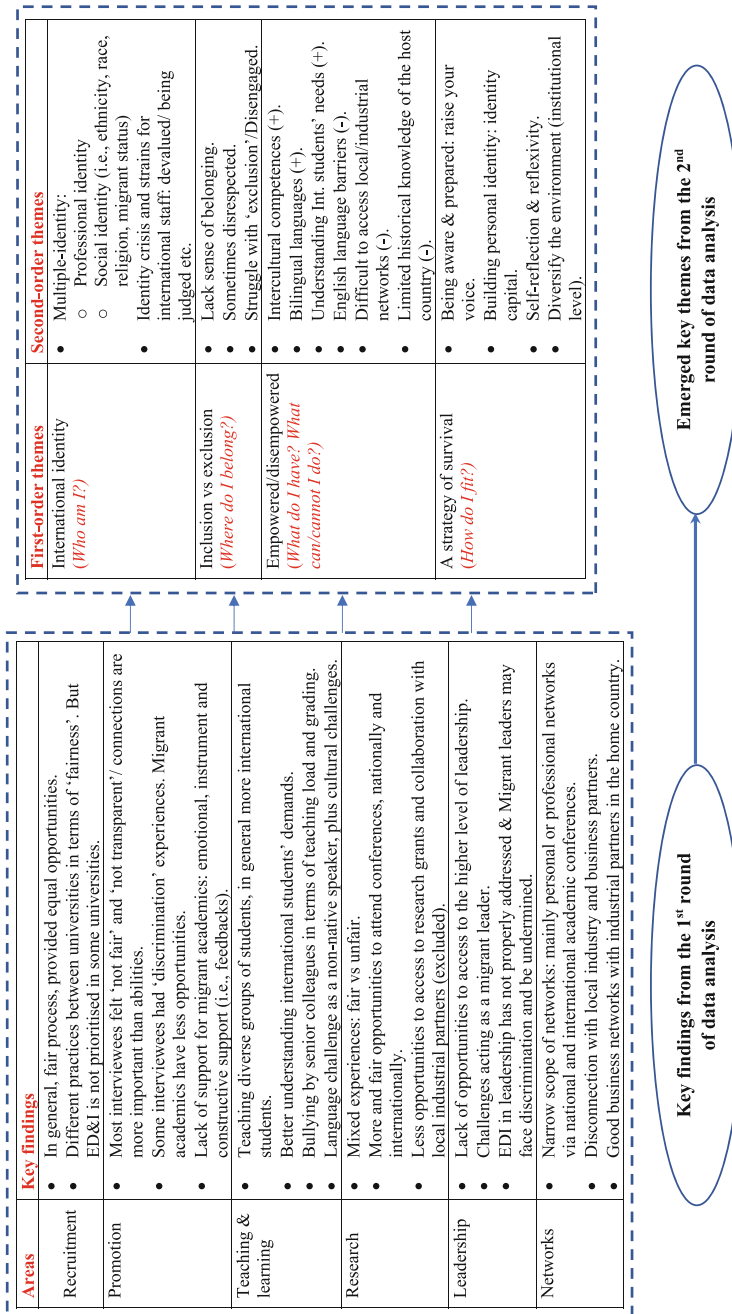 Areas
Key findings
Recruitment
• In general, fair process, provided equal opportunities.
• Different practices between universities in terms of ‘fairness’. But
ED&I is not prioritised in some universities.
Promotion
• Most interviewees felt ‘not fair’ and ‘not transparent’/ connections are
more important than abilities.
• Some interviewees had ‘discrimination’ experiences. Migrant
academics have less opportunities.
• Lack of support for migrant academics: emotional, instrument and
constructive support (i.e., feedbacks).
Teaching &
learning
• Teaching diverse groups of students, in general more international
students.
• Better understanding international students’ demands.
• Bullying by senior colleagues in terms of teaching load and grading.
• Language challenge as a non-native speaker, plus cultural challenges.
Research
• Mixed experiences: fair vs unfair.
• More and fair opportunities to attend conferences, nationally and
internationally.
• Less opportunities to access to research grants and collaboration with
local industrial partners (excluded).
Leadership
• Lack of opportunities to access to the higher level of leadership.
• Challenges acting as a migrant leader.
• EDI in leadership has not properly addressed & Migrant leaders may
face discrimination and be undermined.
Networks
• Narrow scope of networks: mainly personal or professional networks
via national and international academic conferences.
• Disconnection with local industry and business partners.
• Good business networks with industrial partners in the home country.
First-order themes
Second-order themes
International identity
(Who am I?)
• Multiple-identity:
○ Professional identity
○ Social identity (i.e., ethnicity, race,
religion, migrant status)
• Identity crisis and strains for
international staff: devalued/ being
judged etc.
Inclusion vs exclusion
(Where do I belong?)
• Lack sense of belonging.
• Sometimes disrespected.
• Struggle with ‘exclusion’/Disengaged.
Empowered/disempowered
(What do I have? What
can/cannot I do?)
• Intercultural competences (+).
• Bilingual languages (+).
• Understanding Int. students’ needs (+).
• English language barriers (-).
• Difficult to access local/industrial
networks (-).
• Limited historical knowledge of the host
country (-).
A strategy of survival
(How do I fit?)
• Being aware & prepared: raise your
voice.
• Building personal identity: identity
capital.
• Self-reflection & reflexivity.
• Diversify the environment (institutional
level).
Key findings from the 1st round
of data analysis
Emerged key themes from the 2nd
round of data analysis